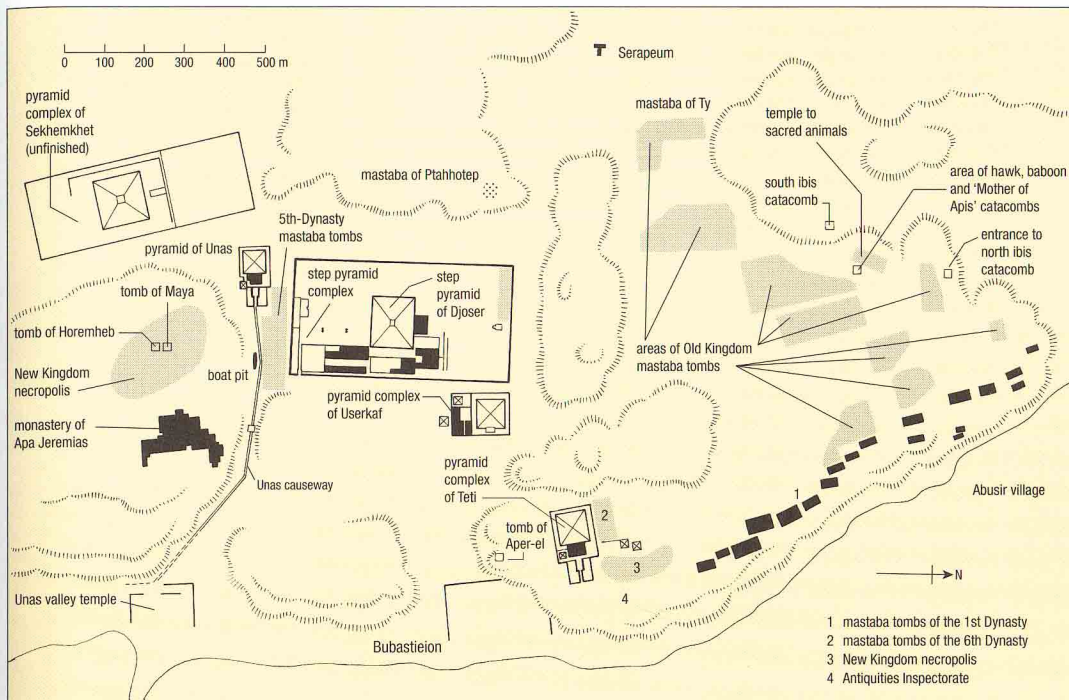 0 100 200 300 400 500 m
Serapeum
pyramid
complex of
Sekhemkhet
(unfinished)
mastaba of Ty
temple to
sacred animals
mastaba of Ptahhotep
south ibis
catacomb
area of hawk, baboon
and ‘Mother of
Apis’ catacombs
5th-Dynasty
mastaba tombs
entrance to
north ibis
catacomb
pyramid of Unas
step pyramid
complex
step
pyramid
of Djoser
tomb of Maya
tomb of Horemheb
areas of Old Kingdom
mastaba tombs
New Kingdom
necropolis
boat pit
pyramid complex
of Userkaf
monastery of
Apa Jeremias
Unas causeway
pyramid
complex
of Teti
1
Abusir village
2
tomb of
Aper-el
3
N
4
Unas valley temple
Bubastieion
1 mastaba tombs of the 1st Dynasty
2 mastaba tombs of the 6th Dynasty
3 New Kingdom necropolis
4 Antiquities Inspectorate